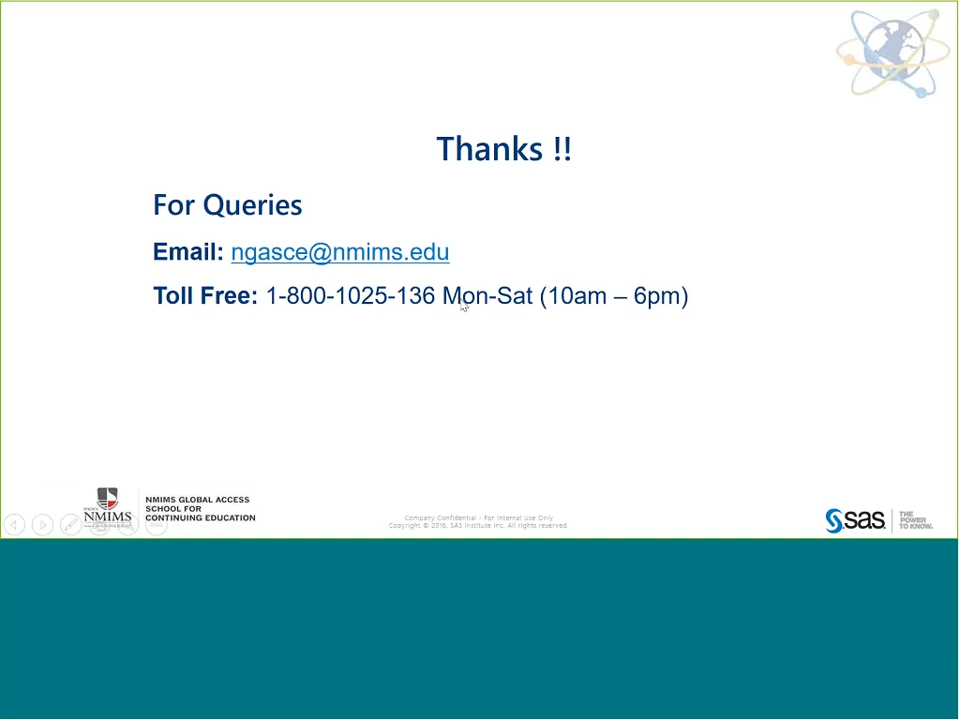 Thanks !!
For Queries
Email: ngasce@nmims.edu
Toll Free: 1-800-1025-136 Mon-Sat (10am – 6pm)
NMIMS
NMIMS GLOBAL ACCESS
SCHOOL FOR
CONTINUING EDUCATION
Company Confidential - For Internal Use Only
Copyright © 2016, SAS Institute Inc. All rights reserved.
sas
THE
POWER
TO KNOW.